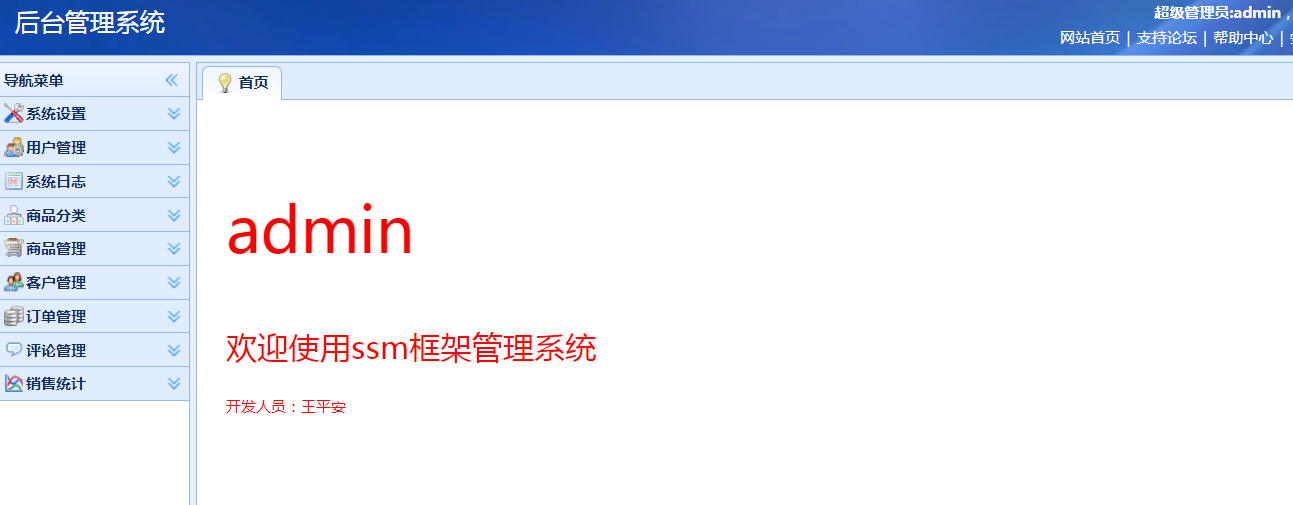 后台管理系统
超级管理员:admin，
网站首页 | 支持论坛 | 帮助中心 |
导航菜单
首页
系统设置
用户管理
系统日志
商品分类
商品管理
客户管理
订单管理
评论管理
销售统计
admin
欢迎使用ssm框架管理系统
开发人员：王平安